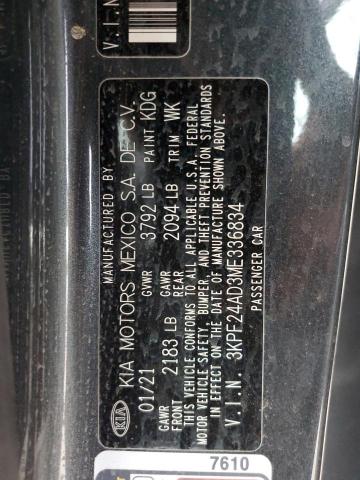 V.I.N
MANUFACTURED BY
KIA KIA MOTORS MEXICO S.A. DE C.V.
01/21 GVWR 3792 LB PAINT KDG
GAWR FRONT 2183 LB GAWR REAR 2094 LB TRIM WK
THIS VEHICLE CONFORMS TO ALL APPLICABLE U.S.A. FEDERAL
MOTOR VEHICLE SAFETY, BUMPER, AND THEFT PREVENTION STANDARDS
IN EFFECT ON THE DATE OF MANUFACTURE SHOWN ABOVE.
V.I.N. 3KPF24AD3ME336834
PASSENGER CAR
7610